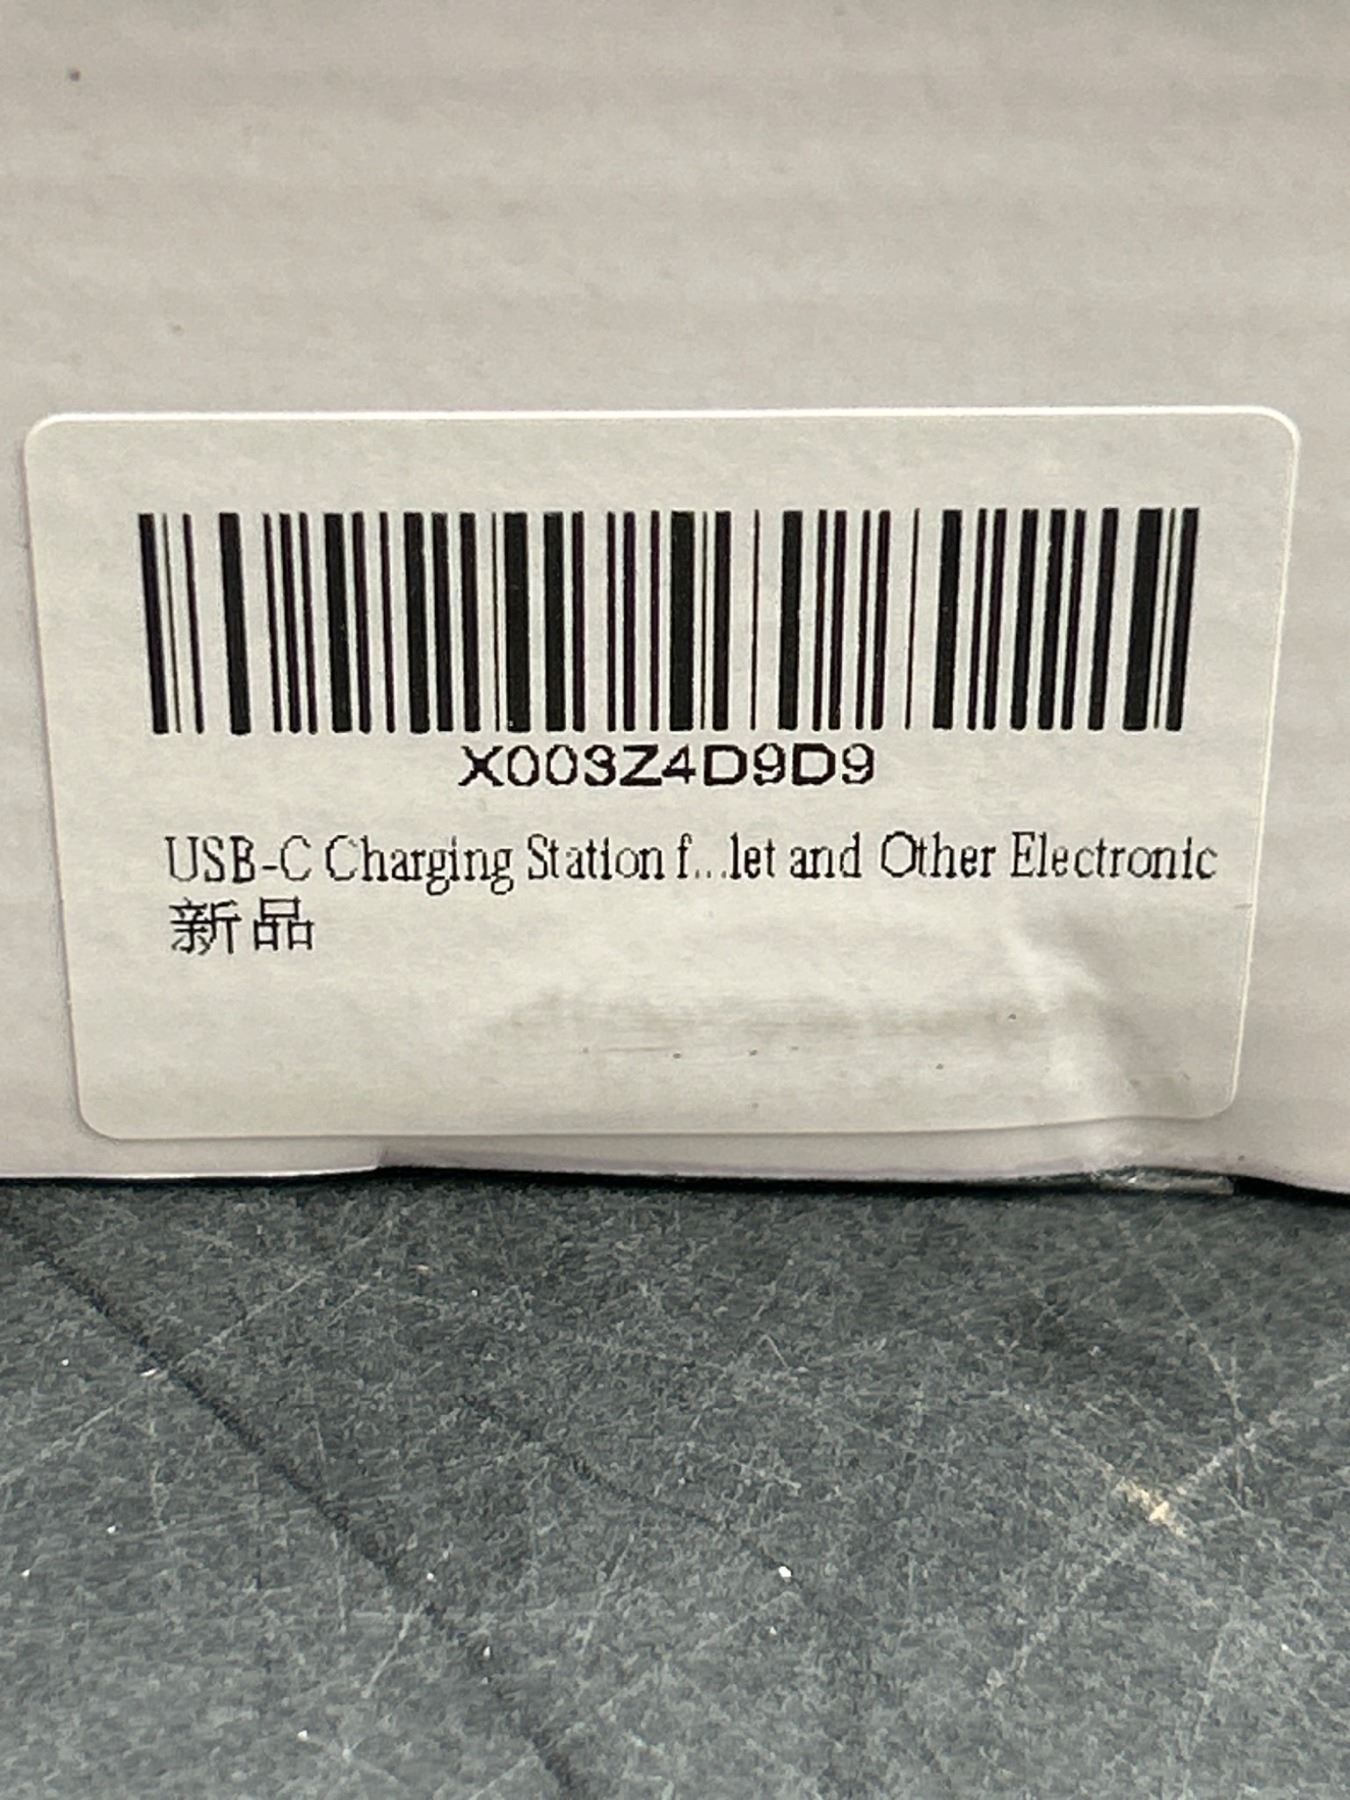 X003Z4D9D9
USB-C Charging Station f...let and Other Electronic
新品